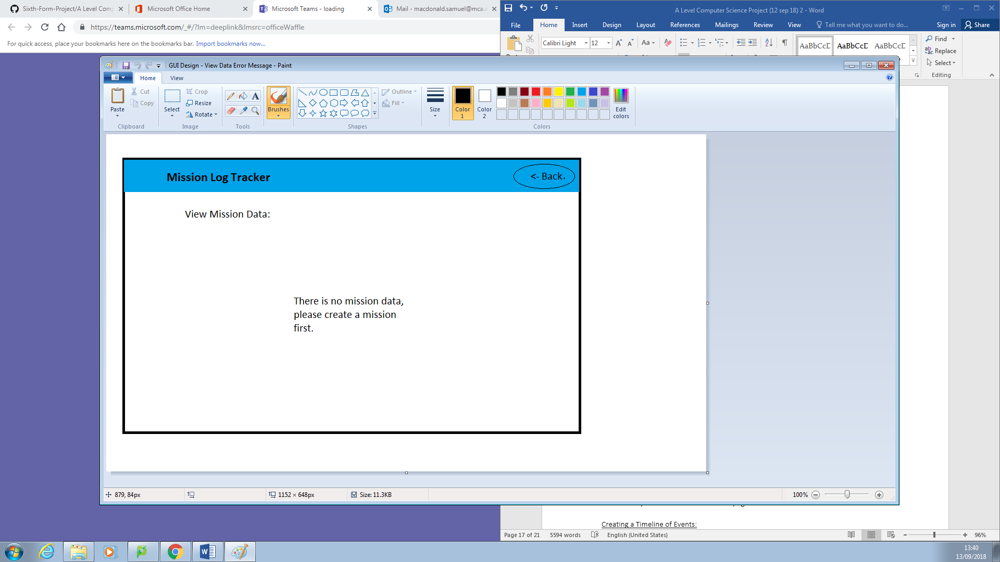 Sixth-Form-Project/A Level Comp
Microsoft Office Home
Microsoft Teams - loading
Mail - macdonald.samuel@mca.a
https://teams.microsoft.com/_#/?lm=deeplink&lmsrc=officeWaffle
For quick access, place your bookmarks here on the bookmarks bar. Import bookmarks now...
A Level Computer Science Project (12 sep 18) 2 - Word
File Home Insert Design Layout References Mailings Review View Tell me what you want to do... Sign in Share
Calibri Light 12
Aa
AaBbCcD AaBbCcD AaBbCcD
Find
Replace
Select
Editing
GUI Design - View Data Error Message - Paint
Home View
Paste
Cut
Copy
Clipboard
Select
Crop
Resize
Rotate
Image
Tools
Brushes
Shapes
Outline
Fill
Size
Color 1
Color 2
Edit colors
Colors
Mission Log Tracker
<- Back.
View Mission Data:
There is no mission data,
please create a mission
first.
879, 84px
1152 × 648px
Size: 11.3KB
100%
Creating a Timeline of Events:
Page 17 of 21 5594 words English (United States)
96%
13:40
13/09/2018